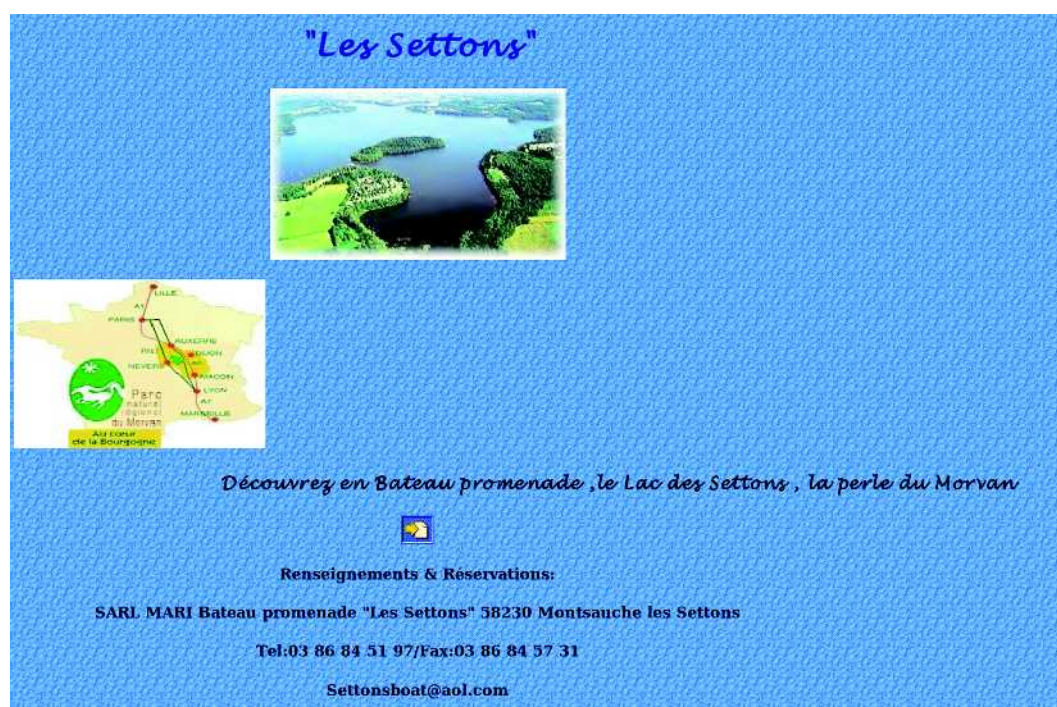 "Les Settons"
LILLE
A1
PARIS
AUXERRE
DIJON
NEVERS
MACON
LYON
A7
MARSEILLE
Parc
naturel
régional
du Morvan
Au cœur
de la Bourgogne
Découvrez en Bateau promenade ,le Lac des Settons , la perle du Morvan
Renseignements & Réservations:
SARL MARI Bateau promenade "Les Settons" 58230 Montsauche les Settons
Tel:03 86 84 51 97/Fax:03 86 84 57 31
Settonsboat@aol.com